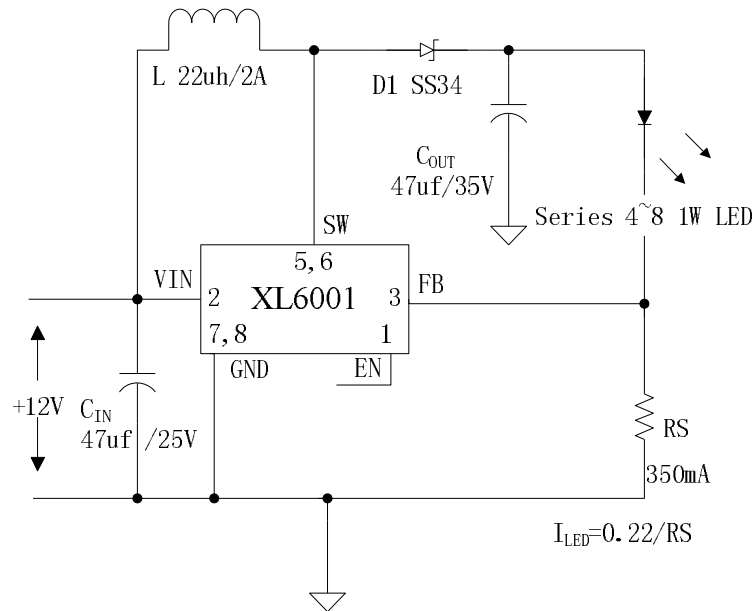 L 22uh/2A
D1 SS34
COUT
47uf/35V
Series 4~8 1W LED
SW
5,6
VIN
2
XL6001
3
FB
7,8
1
GND
EN
+12V
CIN
47uf /25V
RS
350mA
ILED=0.22/RS